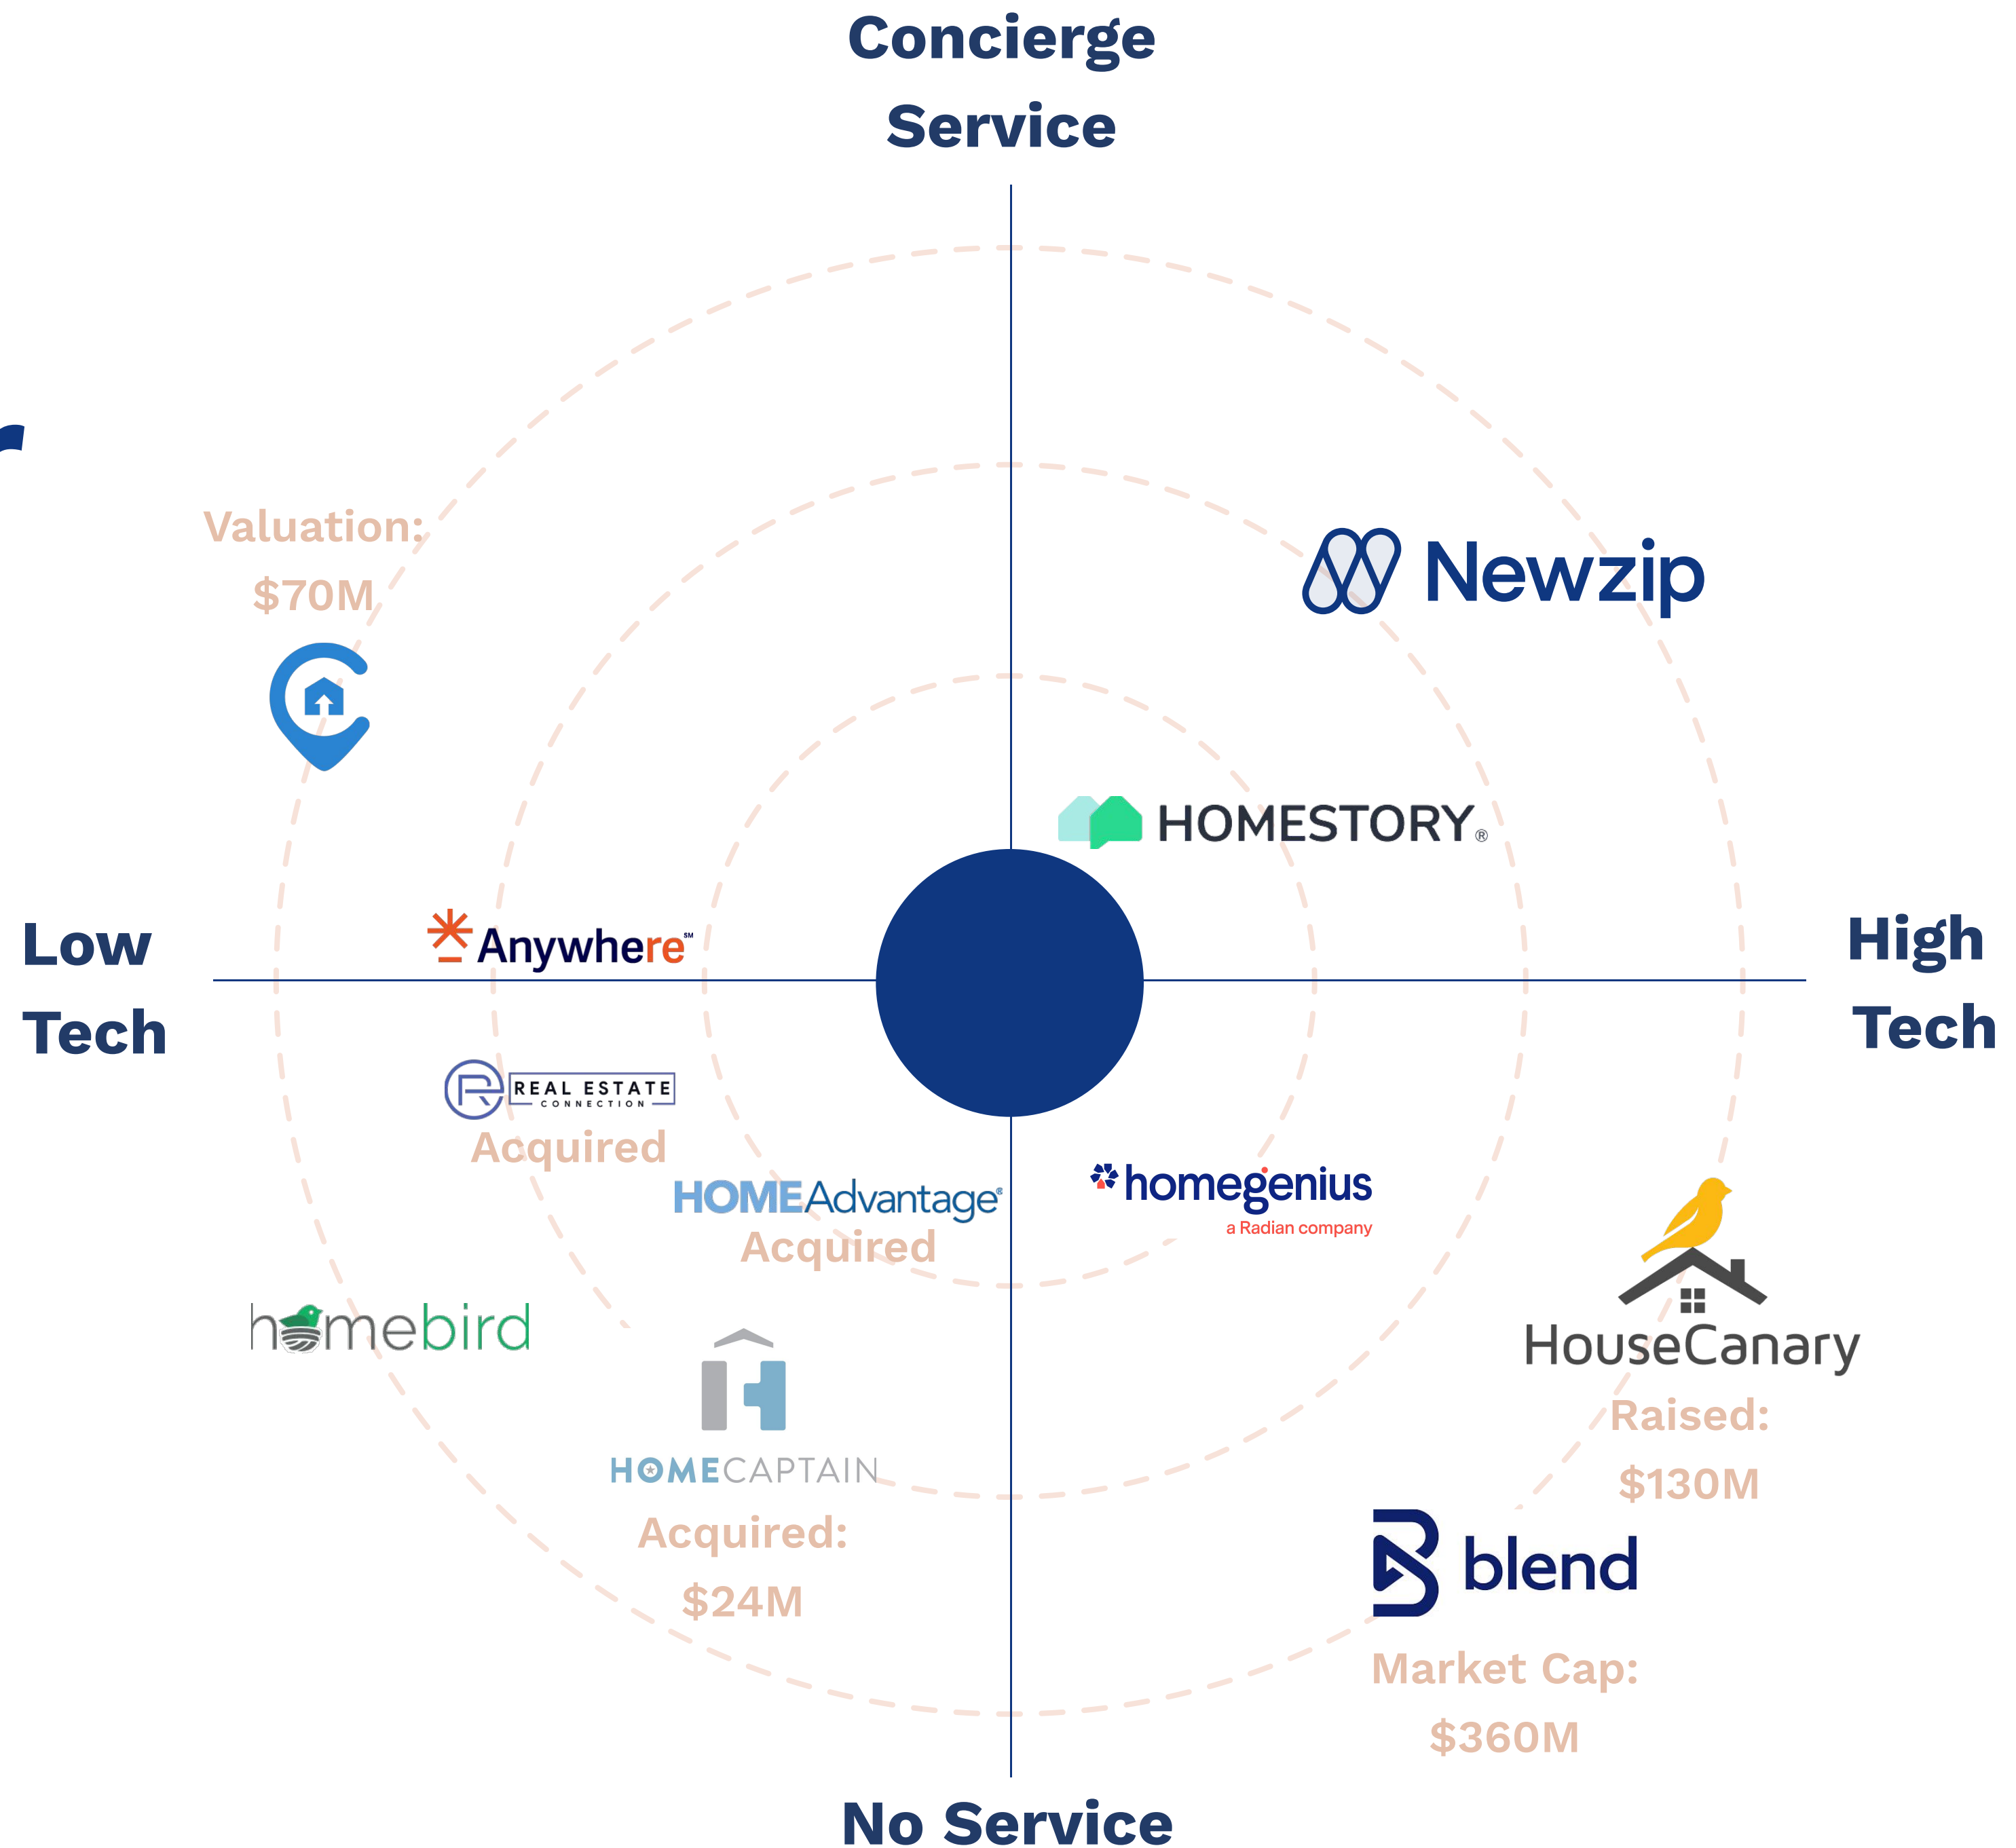 Concierge
Service
Valuation:
$70M
Newzip
HOMESTORY®
Low
Tech
Anywhere℠
High
Tech
REAL ESTATE
CONNECTION
Acquired
HOMEAdvantage®
Acquired
homegenius
a Radian company
homebird
HouseCanary
Raised:
$130M
HOMECAPTAIN
Acquired:
$24M
blend
Market Cap:
$360M
No Service